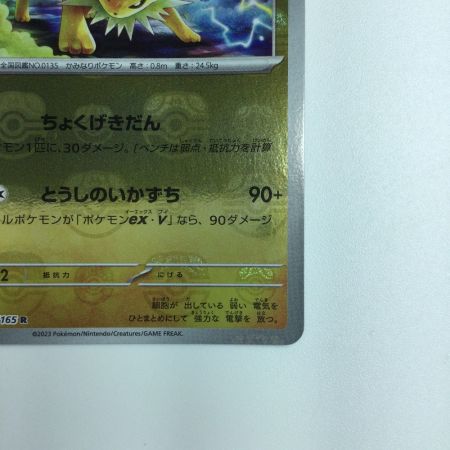 全国図鑑NO.0135 かみなりポケモン 高さ：0.8m 重さ：24.5kg
ちょくげきだん
モン1匹に、30ダメージ。[ベンチは弱点・抵抗力を計算
とうしのいかずち 90+
ルポケモンが「ポケモンex・V」なら、90ダメージ
2 抵抗力 にげる
細胞が 出している 弱い 電気を
ひとまとめにして 強力な 電撃を 放つ。
165 R
©2023 Pokémon/Nintendo/Creatures/GAME FREAK.